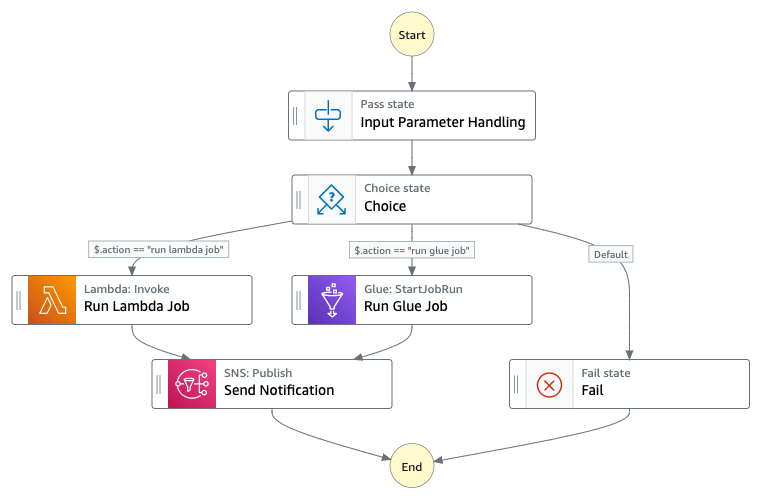 Start
Pass state
Input Parameter Handling
Choice state
Choice
$.action == "run lambda job"
$.action == "run glue job"
Default
Lambda: Invoke
Run Lambda Job
Glue: StartJobRun
Run Glue Job
SNS: Publish
Send Notification
Fail state
Fail
End